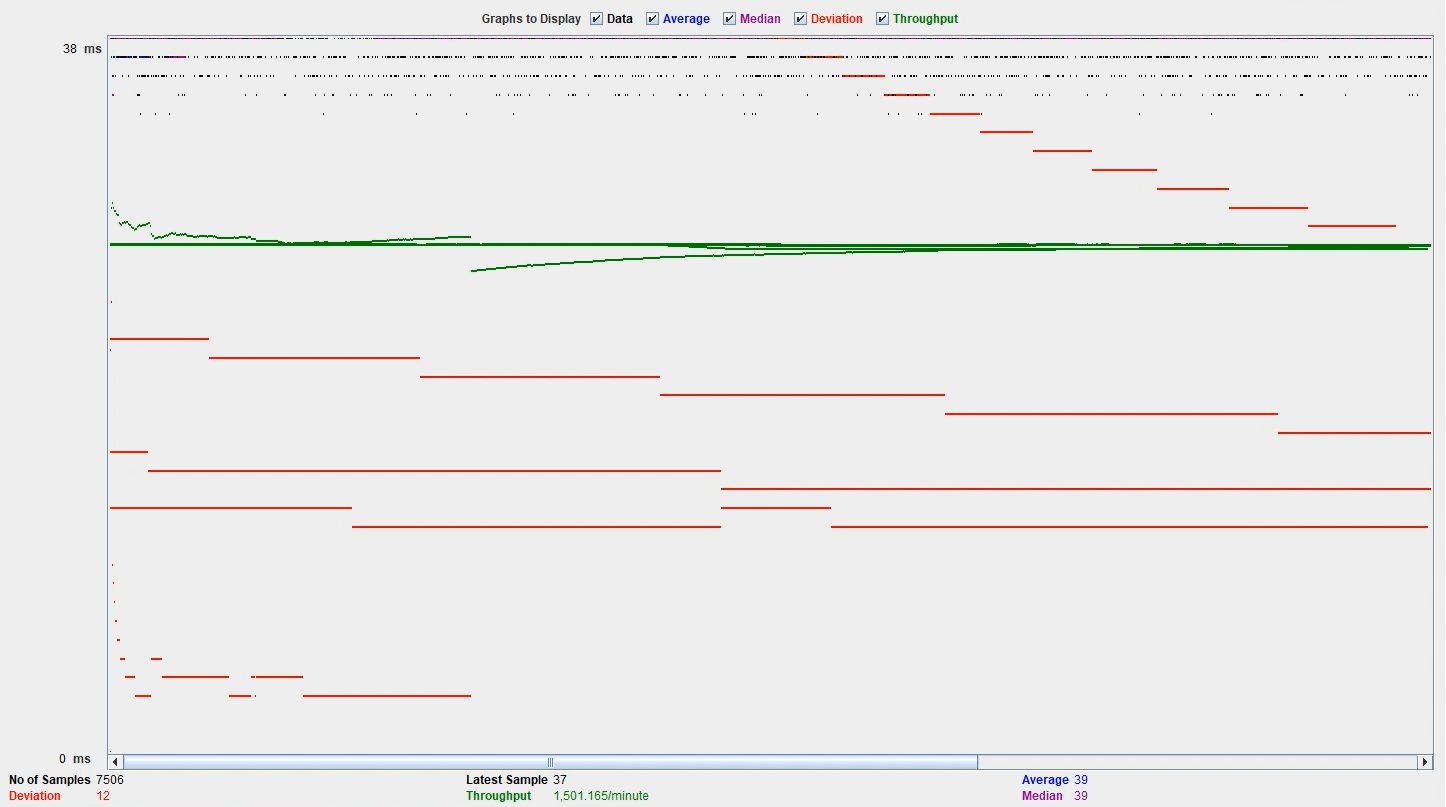 Graphs to Display Data Average Median Deviation Throughput
38 ms
0 ms
No of Samples 7506 Latest Sample 37 Average 39
Deviation 12 Throughput 1,501.165/minute Median 39